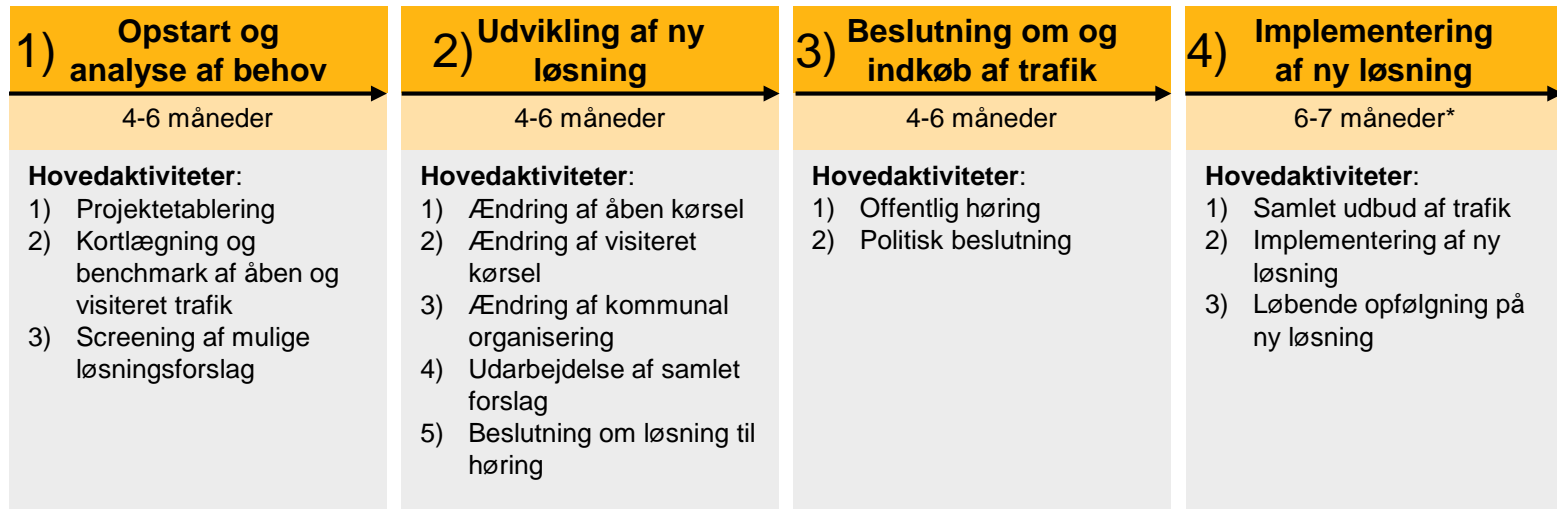 1) Opstart og
analyse af behov
4-6 måneder
Hovedaktiviteter:
1) Projektetablering
2) Kortlægning og
benchmark af åben og
visiteret trafik
3) Screening af mulige
løsningsforslag
2) Udvikling af ny
løsning
4-6 måneder
Hovedaktiviteter:
1) Ændring af åben kørsel
2) Ændring af visiteret
kørsel
3) Ændring af kommunal
organisering
4) Udarbejdelse af samlet
forslag
5) Beslutning om løsning til
høring
3) Beslutning om og
indkøb af trafik
4-6 måneder
Hovedaktiviteter:
1) Offentlig høring
2) Politisk beslutning
4) Implementering
af ny løsning
6-7 måneder*
Hovedaktiviteter:
1) Samlet udbud af trafik
2) Implementering af ny
løsning
3) Løbende opfølgning på
ny løsning